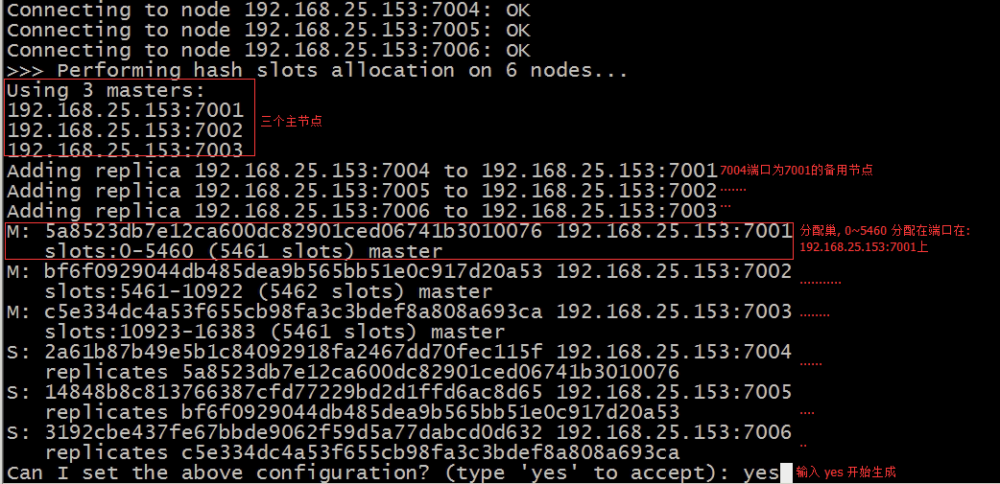 Connecting to node 192.168.25.153:7004: OK
Connecting to node 192.168.25.153:7005: OK
Connecting to node 192.168.25.153:7006: OK
>>> Performing hash slots allocation on 6 nodes...
Using 3 masters:
192.168.25.153:7001
192.168.25.153:7002
192.168.25.153:7003
三个主节点
Adding replica 192.168.25.153:7004 to 192.168.25.153:7001 7004端口为7001的备用节点
Adding replica 192.168.25.153:7005 to 192.168.25.153:7002 .......
Adding replica 192.168.25.153:7006 to 192.168.25.153:7003 ...
M: 5a8523db7e12ca600dc82901ced06741b3010076 192.168.25.153:7001
slots:0-5460 (5461 slots) master
分配巢, 0~5460 分配在端口在:
192.168.25.153:7001上
M: bf6f0929044db485dea9b565bb51e0c917d20a53 192.168.25.153:7002
slots:5461-10922 (5462 slots) master
...........
M: c5e334dc4a53f655cb98fa3c3bdef8a808a693ca 192.168.25.153:7003 ........
slots:10923-16383 (5461 slots) master
S: 2a61b87b49e5b1c84092918fa2467dd70fec115f 192.168.25.153:7004
replicates 5a8523db7e12ca600dc82901ced06741b3010076
......
S: 14848b8c813766387cfd77229bd2d1ffd6ac8d65 192.168.25.153:7005
replicates bf6f0929044db485dea9b565bb51e0c917d20a53
....
S: 3192cbe437fe67bbde9062f59d5a77dabcd0d632 192.168.25.153:7006
replicates c5e334dc4a53f655cb98fa3c3bdef8a808a693ca
..
Can I set the above configuration? (type 'yes' to accept): yes 输入 yes 开始生成